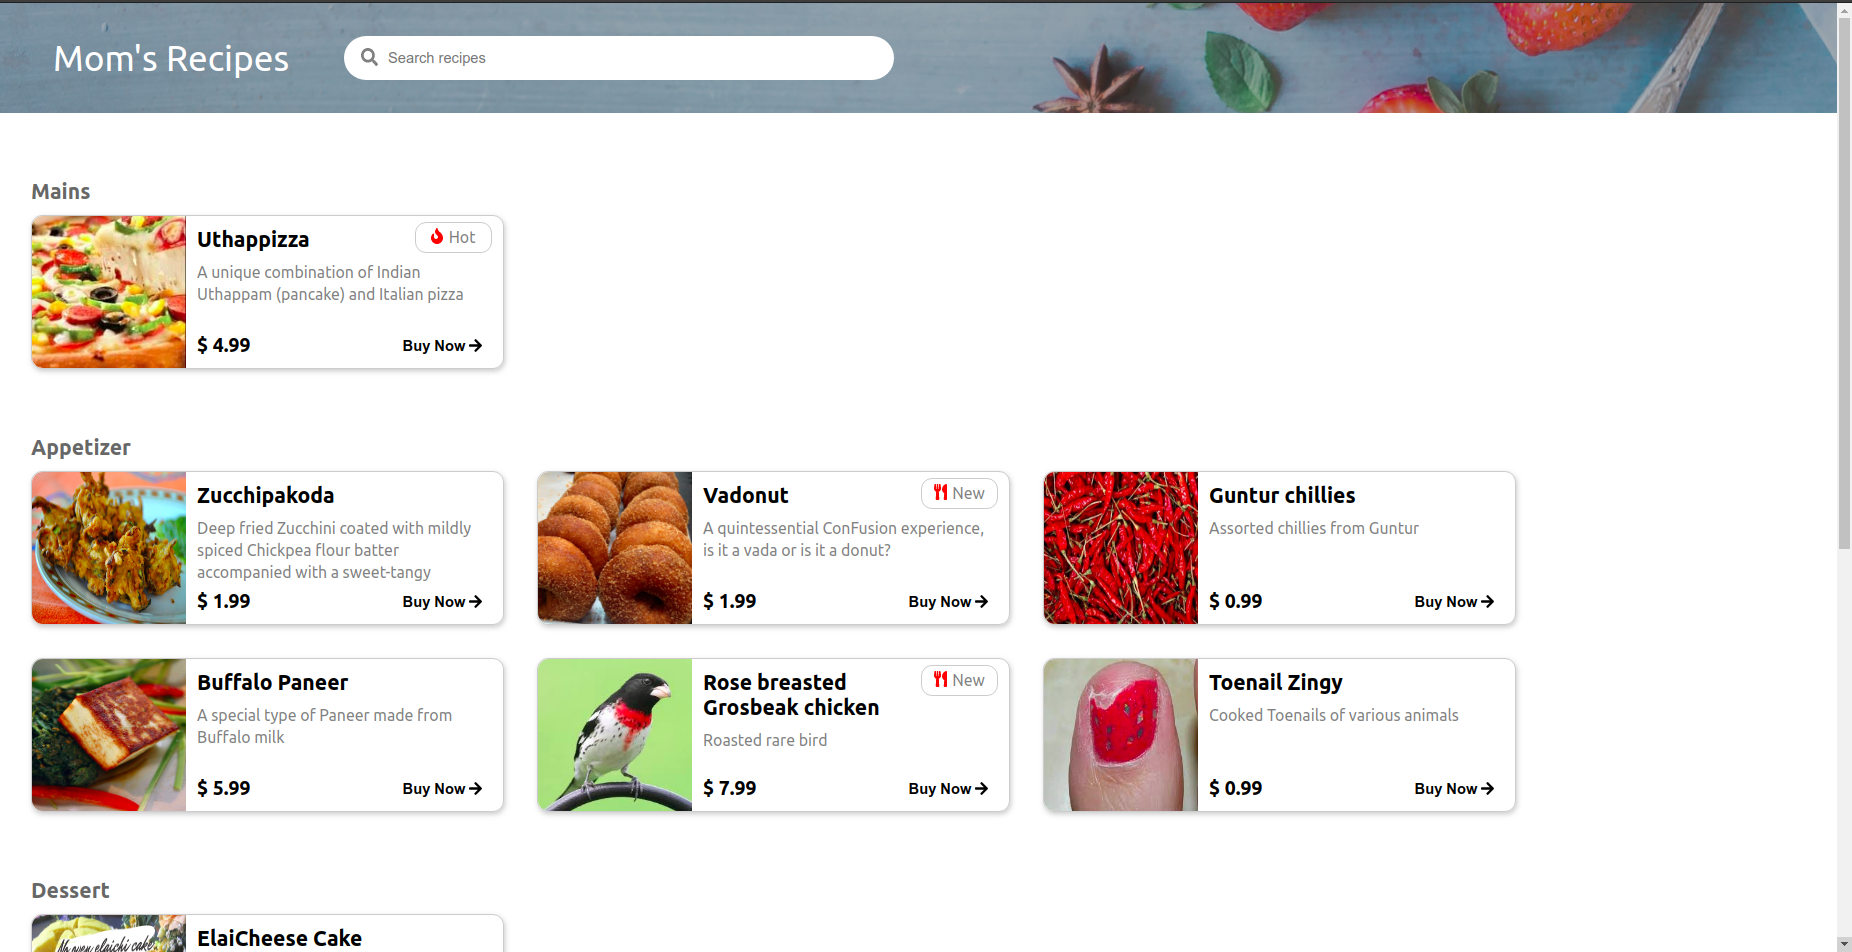 Mom's Recipes
Search recipes
Mains
Uthappizza
Hot
A unique combination of Indian
Uthappam (pancake) and Italian pizza
$ 4.99
Buy Now
Appetizer
Zucchipakoda
Deep fried Zucchini coated with mildly
spiced Chickpea flour batter
accompanied with a sweet-tangy
$ 1.99
Buy Now
Vadonut
New
A quintessential ConFusion experience,
is it a vada or is it a donut?
$ 1.99
Buy Now
Guntur chillies
Assorted chillies from Guntur
$ 0.99
Buy Now
Buffalo Paneer
A special type of Paneer made from
Buffalo milk
$ 5.99
Buy Now
Rose breasted
Grosbeak chicken
New
Roasted rare bird
$ 7.99
Buy Now
Toenail Zingy
Cooked Toenails of various animals
$ 0.99
Buy Now
Dessert
No oven elaichi cake
ElaiCheese Cake